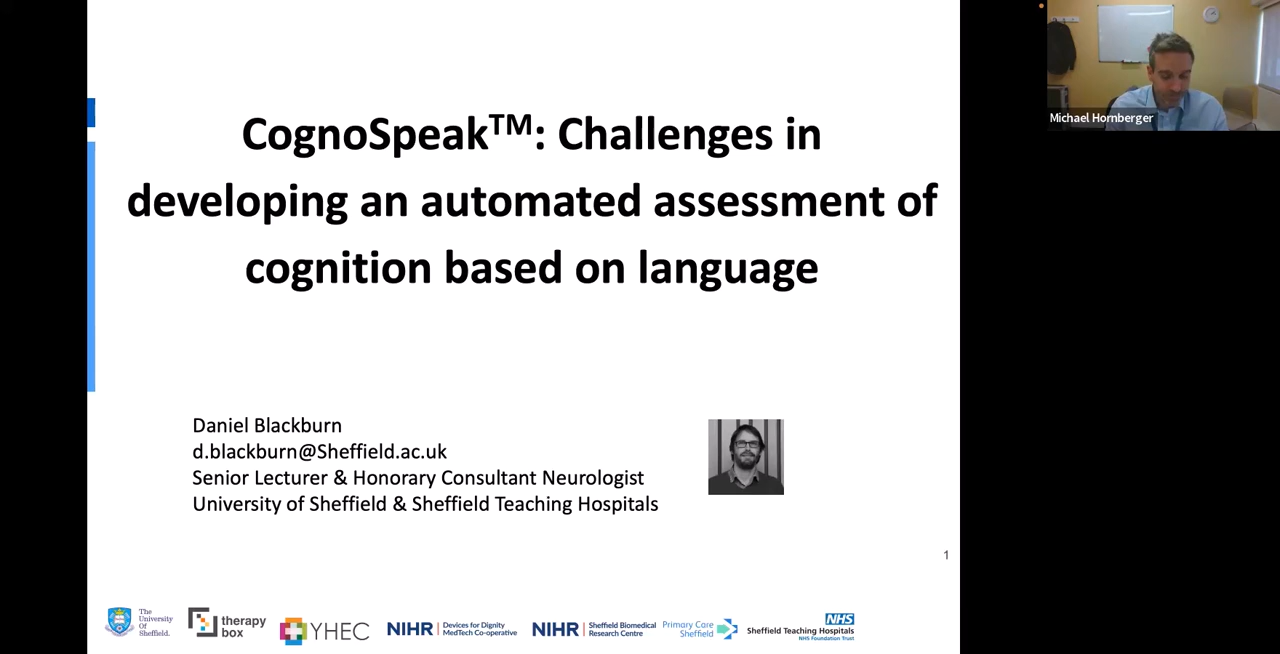 CognoSpeak™: Challenges in
developing an automated assessment of
cognition based on language
Michael Hornberger
Daniel Blackburn
d.blackburn@Sheffield.ac.uk
Senior Lecturer & Honorary Consultant Neurologist
University of Sheffield & Sheffield Teaching Hospitals
1
The
University
Of
Sheffield.
therapy
box
YHEC
NIHR | Devices for Dignity
MedTech Co-operative
NIHR | Sheffield Biomedical
Research Centre
Primary Care
Sheffield
NHS
Sheffield Teaching Hospitals
NHS Foundation Trust